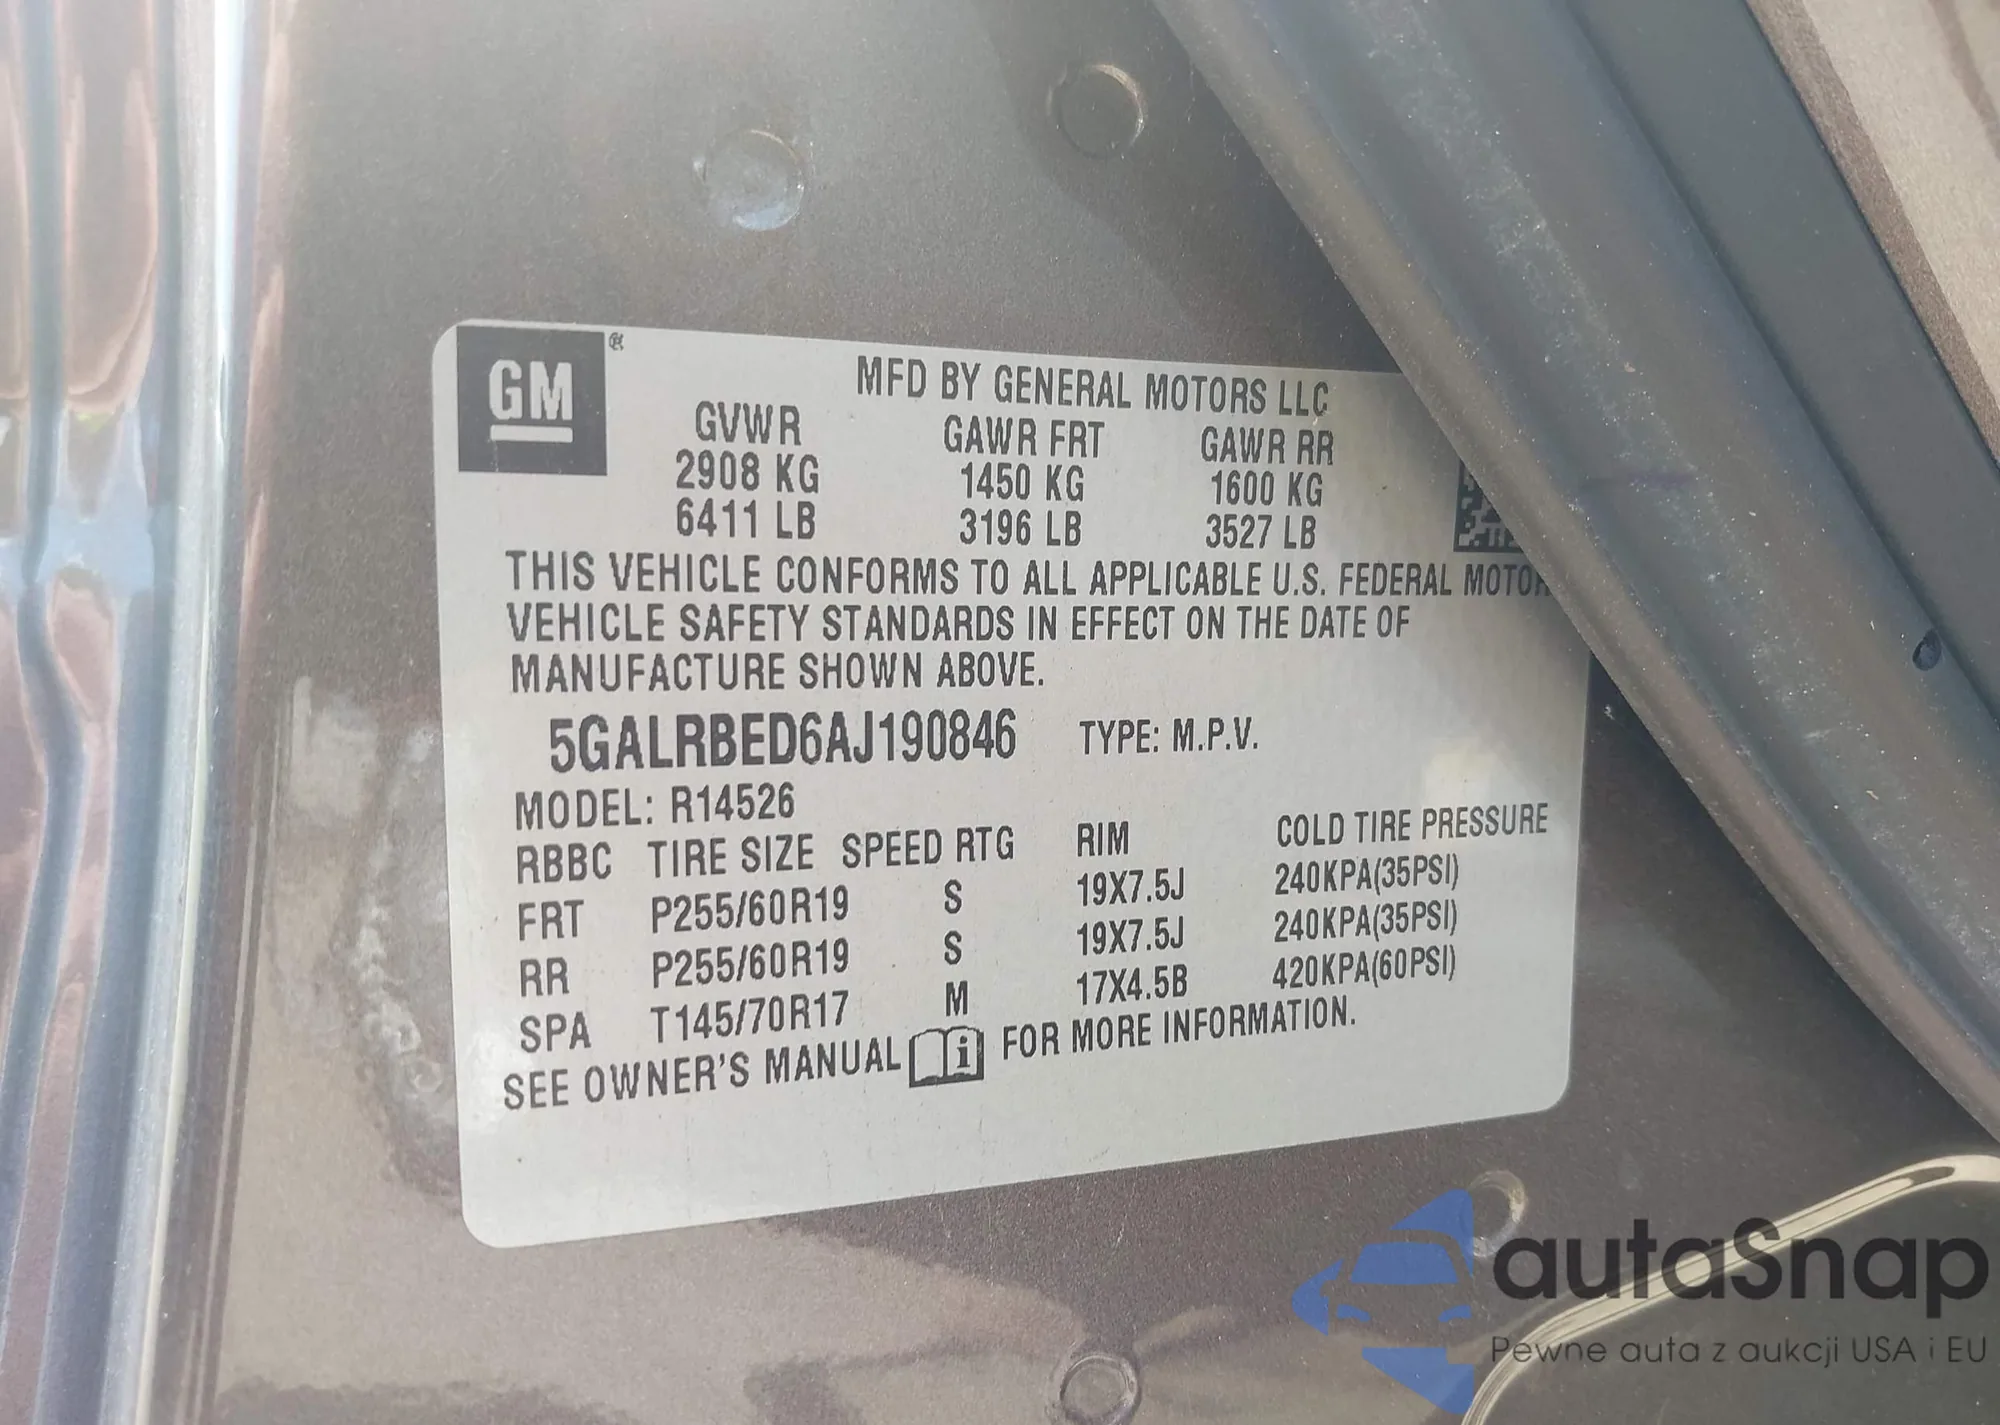 GM®
MFD BY GENERAL MOTORS LLC
GVWR GAWR FRT GAWR RR
2908 KG 1450 KG 1600 KG
6411 LB 3196 LB 3527 LB
THIS VEHICLE CONFORMS TO ALL APPLICABLE U.S. FEDERAL MOTOR
VEHICLE SAFETY STANDARDS IN EFFECT ON THE DATE OF
MANUFACTURE SHOWN ABOVE.
5GALRBED6AJ190846 TYPE: M.P.V.
MODEL: R14526
RBBC TIRE SIZE SPEED RTG RIM COLD TIRE PRESSURE
FRT P255/60R19 S 19X7.5J 240KPA(35PSI)
RR P255/60R19 S 19X7.5J 240KPA(35PSI)
SPA T145/70R17 M 17X4.5B 420KPA(60PSI)
SEE OWNER'S MANUAL i FOR MORE INFORMATION.
autaSnap
Pewne auta z aukcji USA i EU